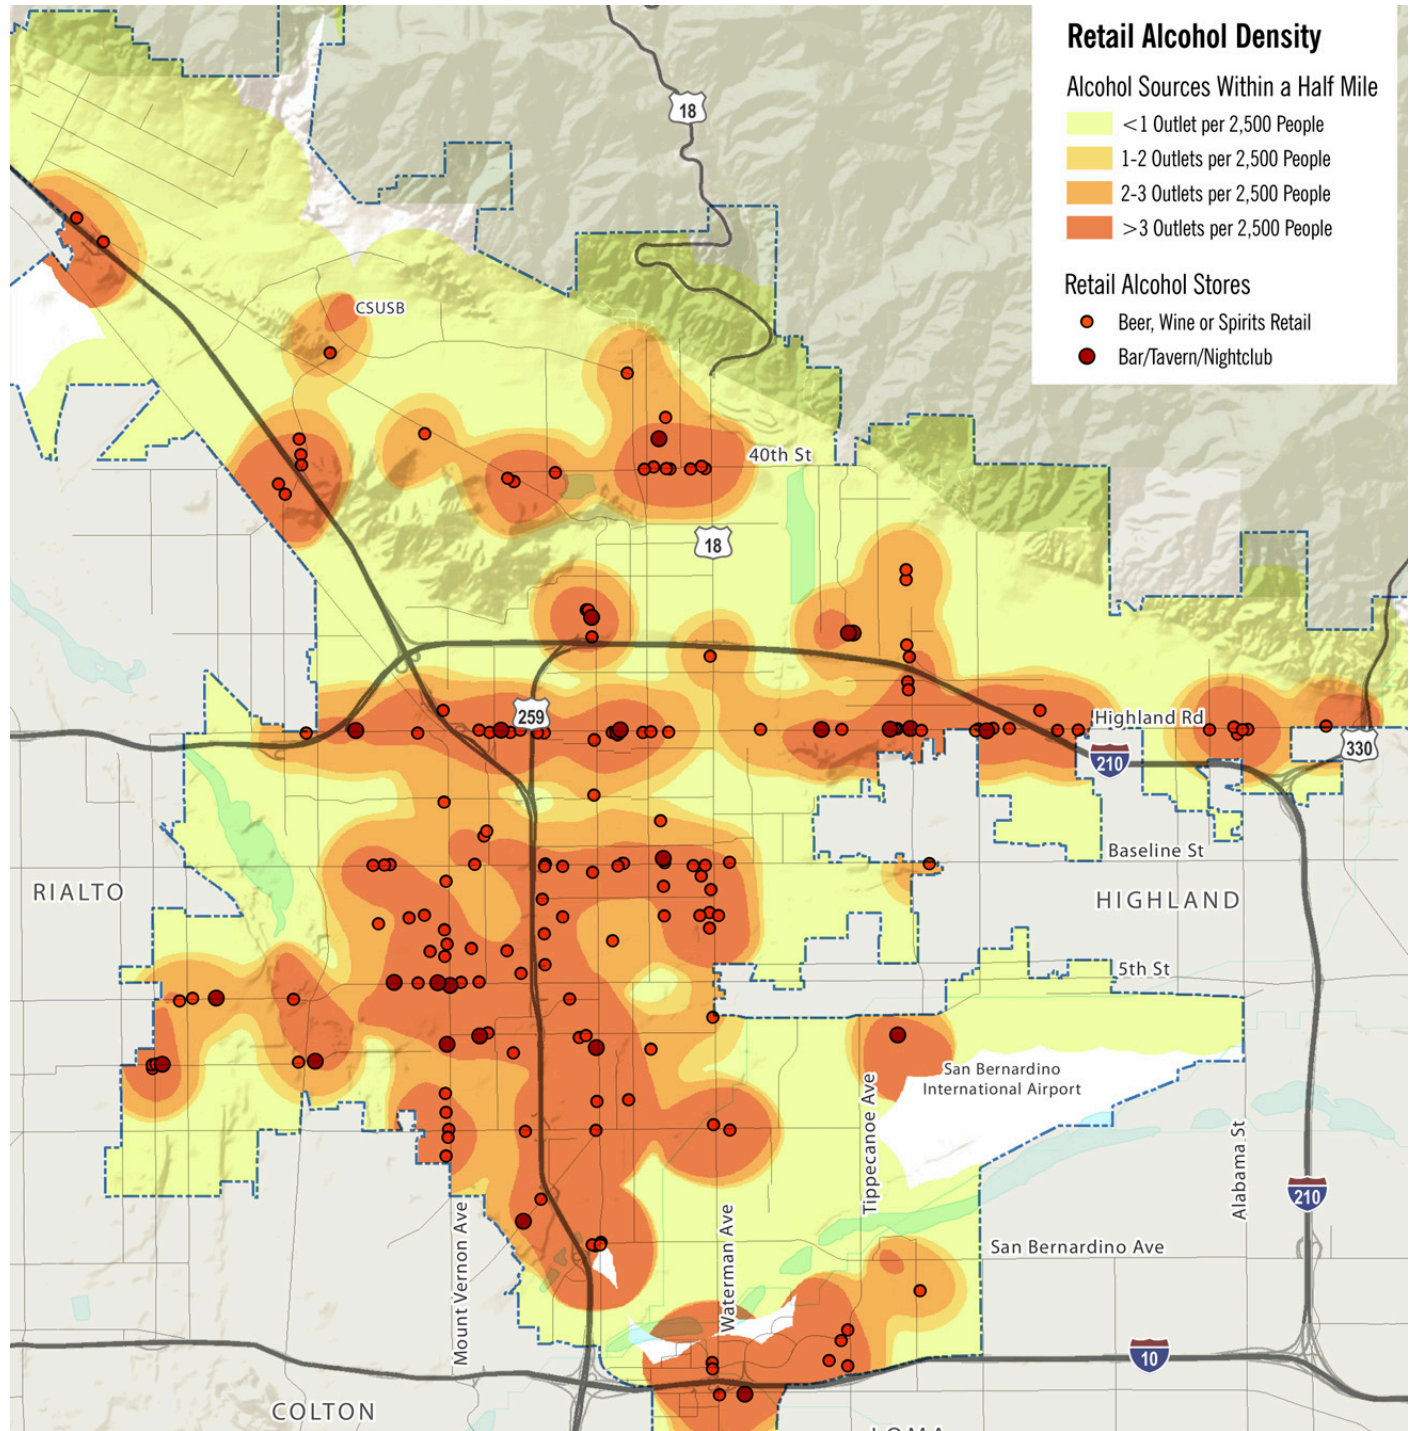 Retail Alcohol Density
Alcohol Sources Within a Half Mile
<1 Outlet per 2,500 People
1-2 Outlets per 2,500 People
2-3 Outlets per 2,500 People
>3 Outlets per 2,500 People
Retail Alcohol Stores
Beer, Wine or Spirits Retail
Bar/Tavern/Nightclub
18
CSUSB
40th St
18
259
Highland Rd
330
210
Baseline St
RIALTO
HIGHLAND
5th St
San Bernardino
International Airport
Tippecanoe Ave
Alabama St
210
Mount Vernon Ave
Waterman Ave
San Bernardino Ave
10
COLTON